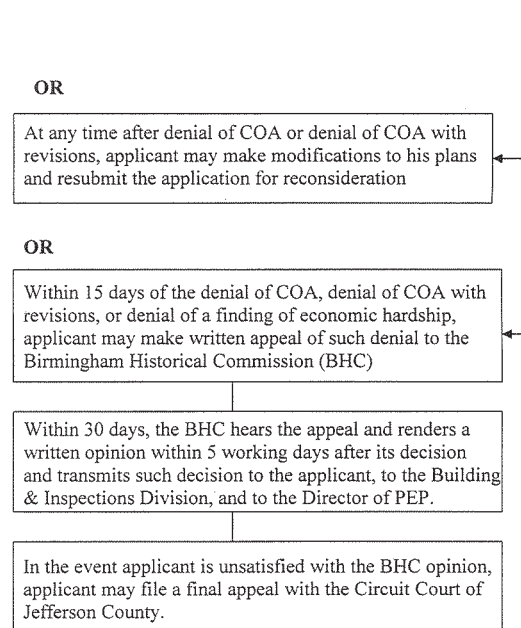 OR
At any time after denial of COA or denial of COA with
revisions, applicant may make modifications to his plans
and resubmit the application for reconsideration
OR
Within 15 days of the denial of COA, denial of COA with
revisions, or denial of a finding of economic hardship,
applicant may make written appeal of such denial to the
Birmingham Historical Commission (BHC)
Within 30 days, the BHC hears the appeal and renders a
written opinion within 5 working days after its decision
and transmits such decision to the applicant, to the Building
& Inspections Division, and to the Director of PEP.
In the event applicant is unsatisfied with the BHC opinion,
applicant may file a final appeal with the Circuit Court of
Jefferson County.